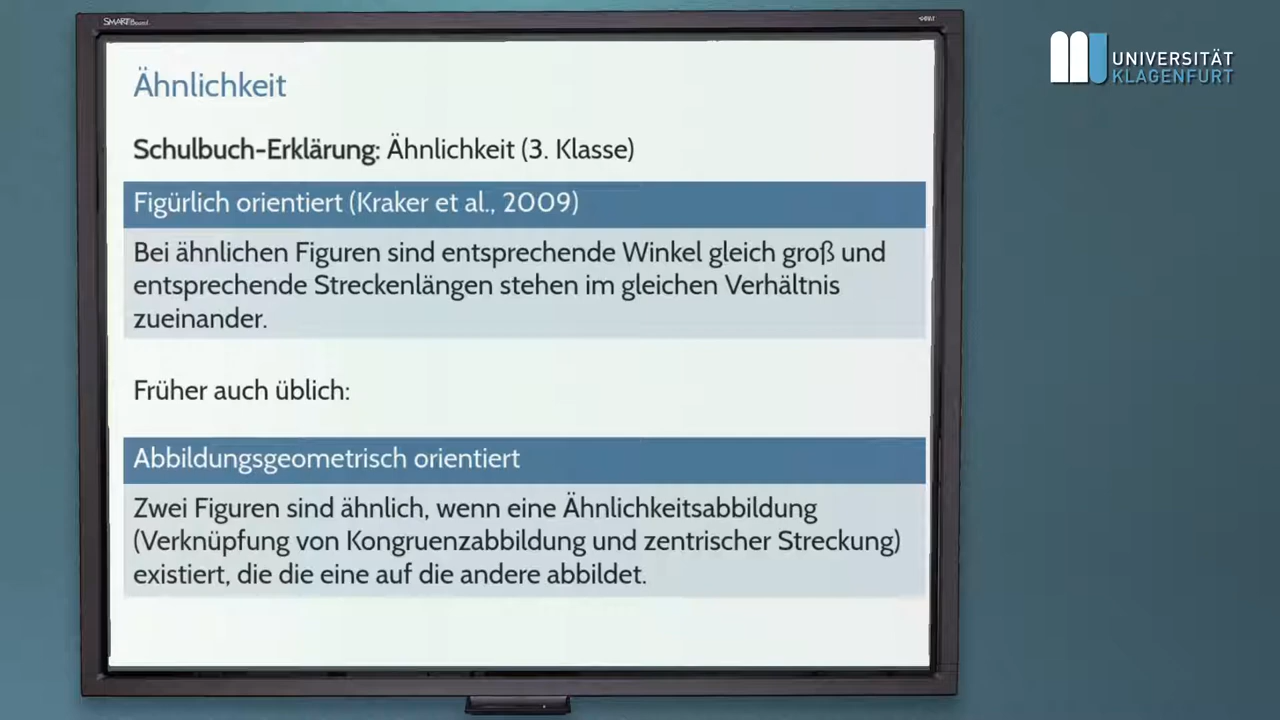 SMART Board
UNIVERSITÄT
KLAGENFURT
Ähnlichkeit
Schulbuch-Erklärung: Ähnlichkeit (3. Klasse)
Figürlich orientiert (Kraker et al., 2009)
Bei ähnlichen Figuren sind entsprechende Winkel gleich groß und
entsprechende Streckenlängen stehen im gleichen Verhältnis
zueinander.
Früher auch üblich:
Abbildungsgeometrisch orientiert
Zwei Figuren sind ähnlich, wenn eine Ähnlichkeitsabbildung
(Verknüpfung von Kongruenzabbildung und zentrischer Streckung)
existiert, die die eine auf die andere abbildet.